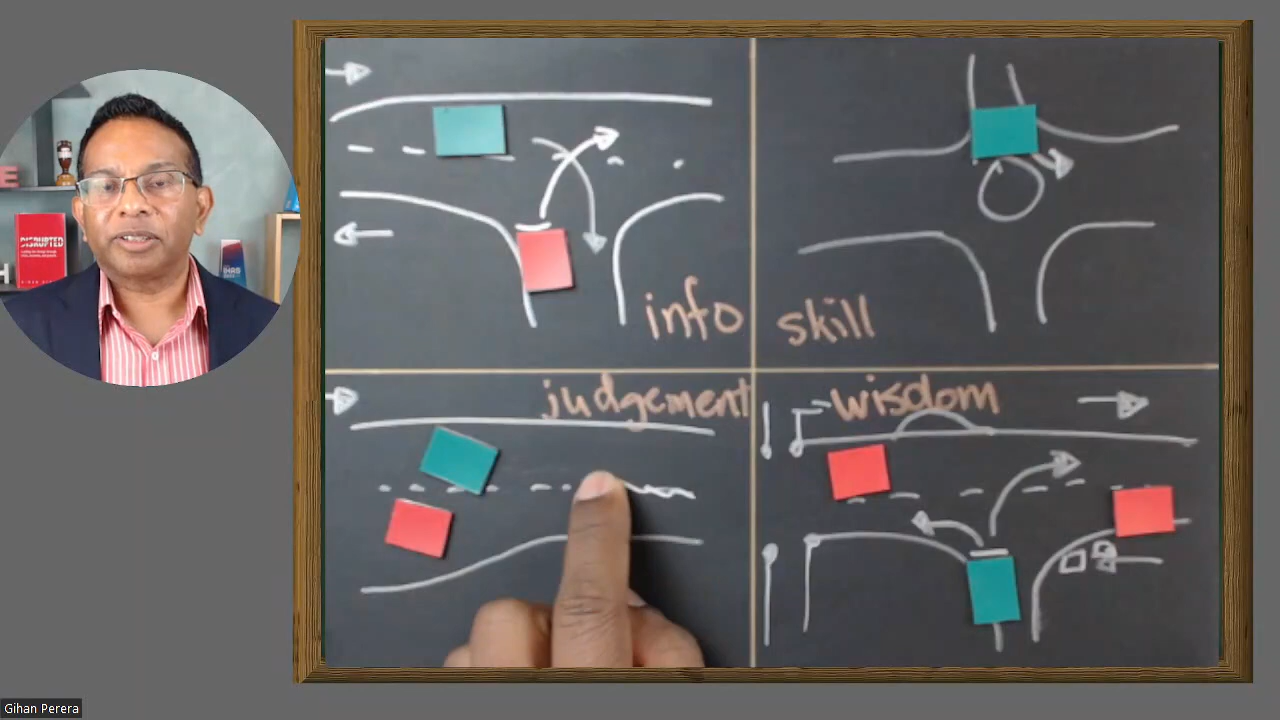 info
skill
judgement
wisdom
DISRUPTED
Gihan Perera